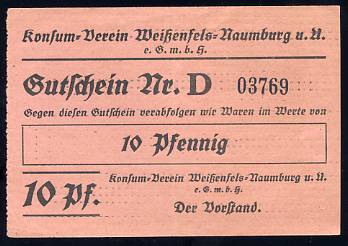 Konsum-Verein Weißenfels-Naumburg u. U.
e. G. m. b. H.
Gutschein Nr. D 03769
Gegen diesen Gutschein verabfolgen wir Waren im Werte von
10 Pfennig
10 Pf.
Konsum-Verein Weißenfels-Naumburg u. U.
e. G. m. b. H.
Der Vorstand.